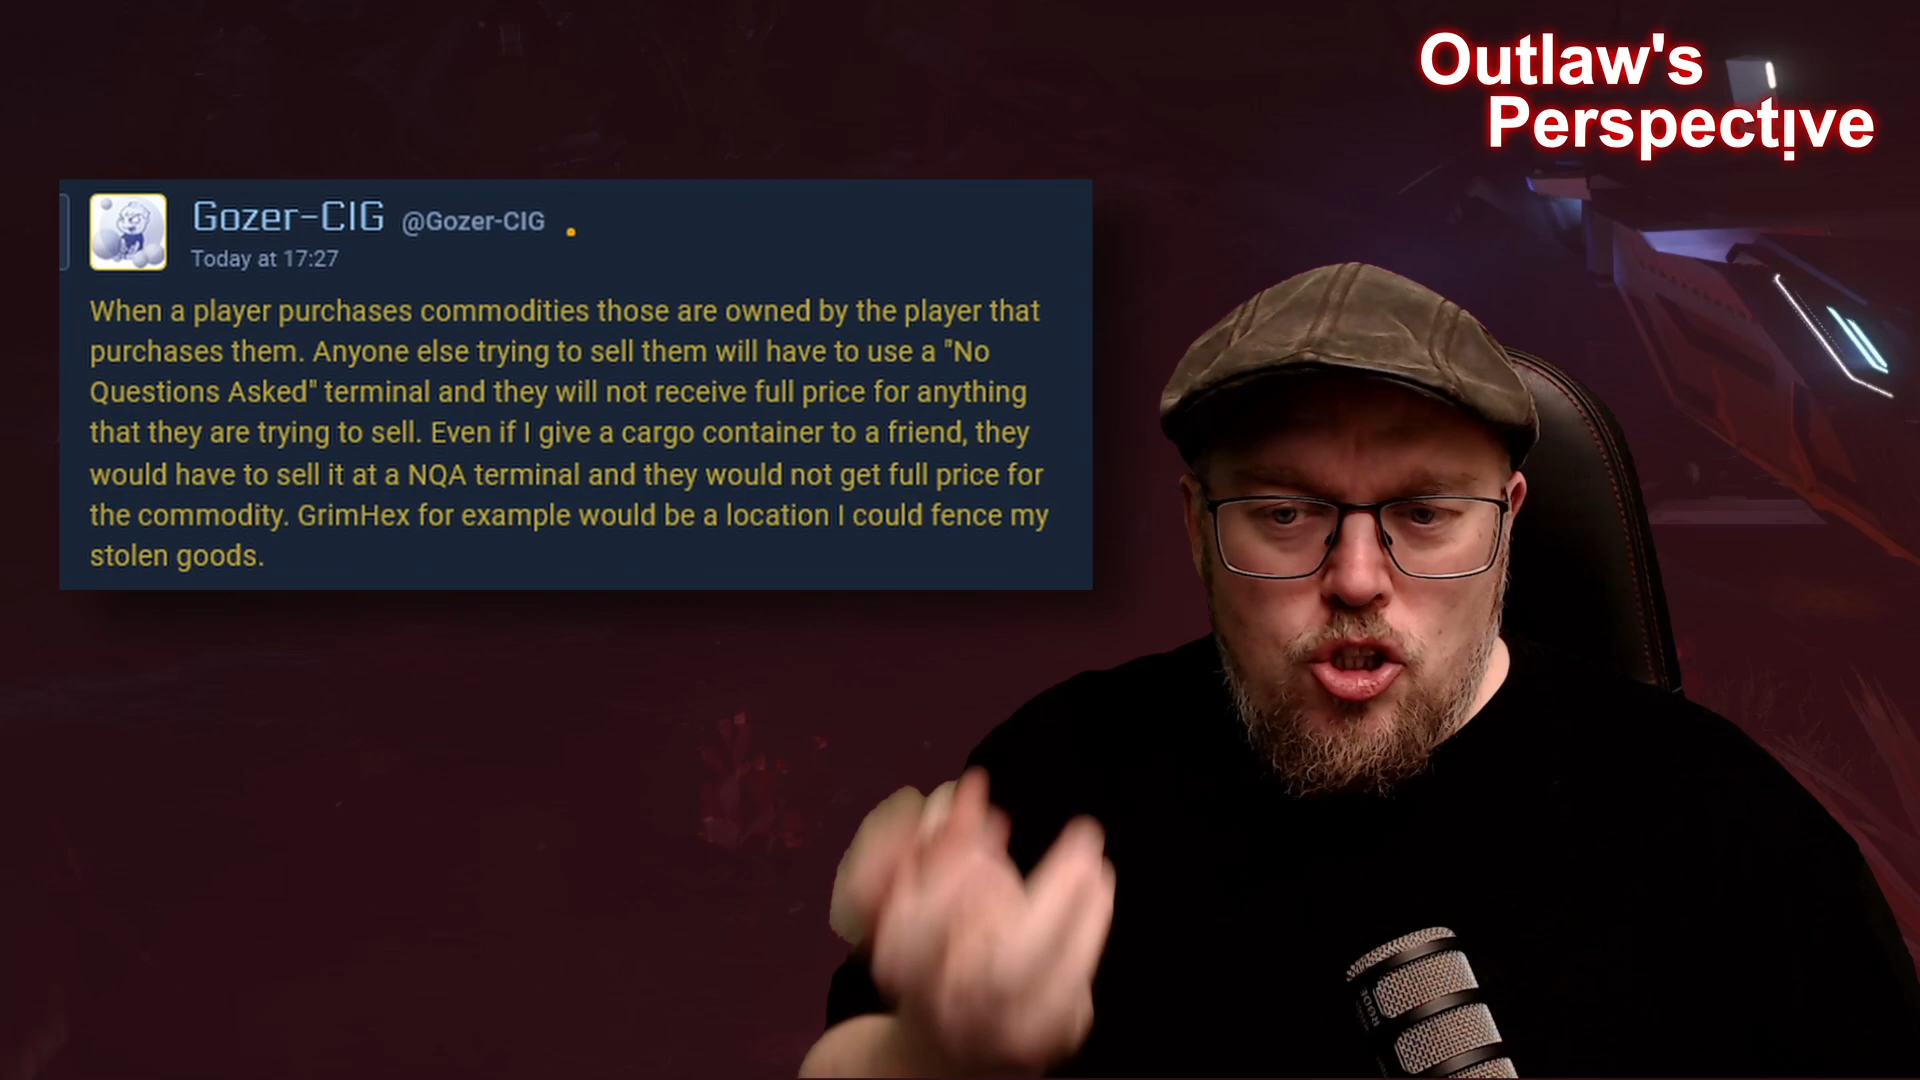 Outlaw's
Perspective
Gozer-CIG @Gozer-CIG
Today at 17:27
When a player purchases commodities those are owned by the player that
purchases them. Anyone else trying to sell them will have to use a "No
Questions Asked" terminal and they will not receive full price for anything
that they are trying to sell. Even if I give a cargo container to a friend, they
would have to sell it at a NQA terminal and they would not get full price for
the commodity. GrimHex for example would be a location I could fence my
stolen goods.
RØDE